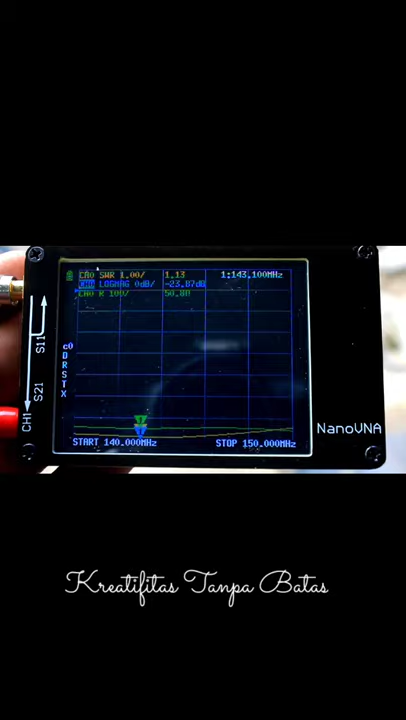 CH0 SWR 1.00/ 1.13 1:143.100MHz
LOGMAG 0dB/ -23.87dB
CH0 R 100/ 50.8Ω
S11
S21
CH1
c0
D
R
S
T
X
START 140.000MHz STOP 150.000MHz
NanoVNA
Kreatifitas Tanpa Batas